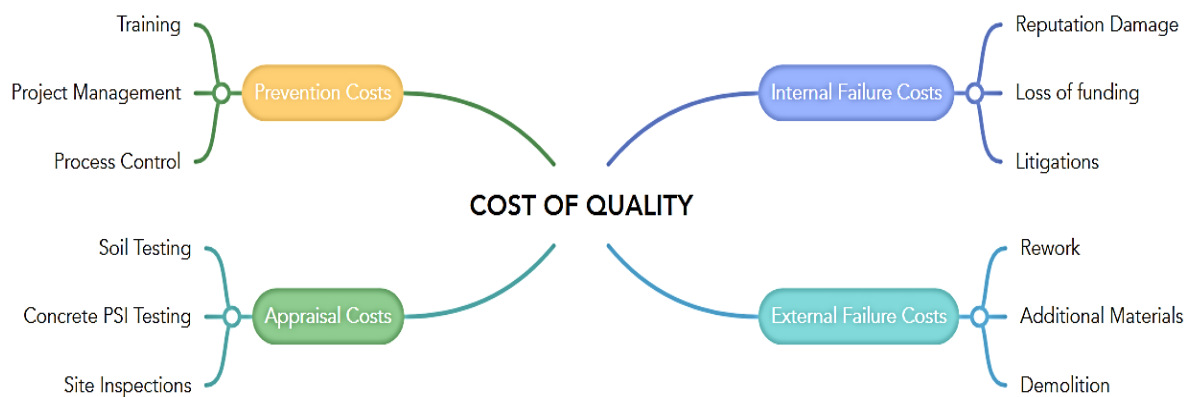 Training
Project Management
Process Control
Prevention Costs
Internal Failure Costs
Reputation Damage
Loss of funding
Litigations
COST OF QUALITY
Soil Testing
Concrete PSI Testing
Site Inspections
Appraisal Costs
External Failure Costs
Rework
Additional Materials
Demolition